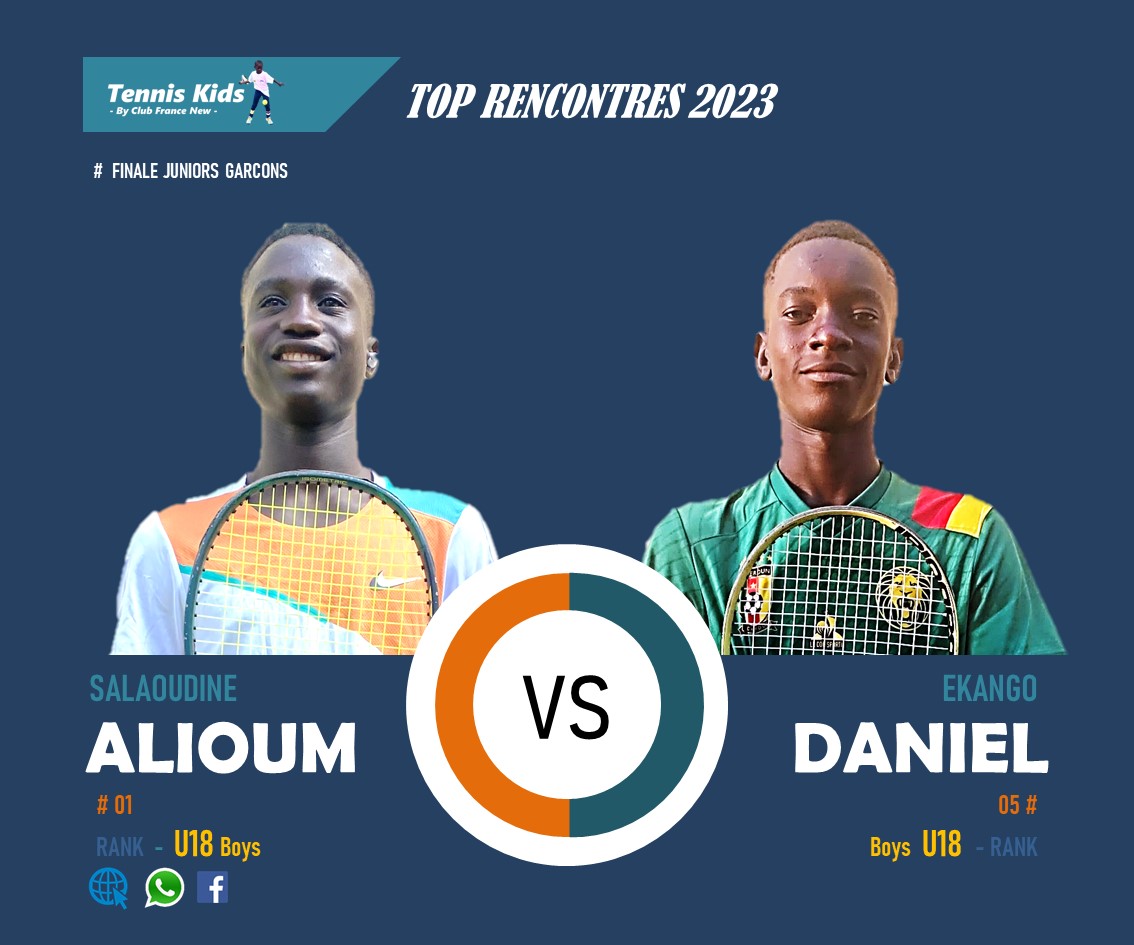 Tennis Kids
- By Club France New -
TOP RENCONTRES 2023
# FINALE JUNIORS GARCONS
ISOMETRIC
VS
SALAOUDINE
ALIOUM
# 01
RANK - U18 Boys
EKANGO
DANIEL
05 #
Boys U18 - RANK